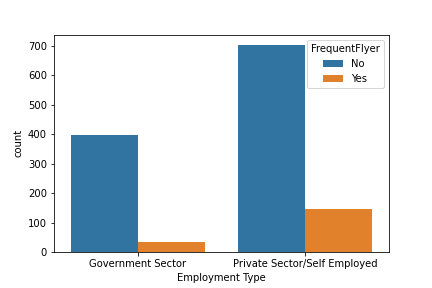 700
600
500
400
300
200
100
0
count
FrequentFlyer
No
Yes
Government Sector
Private Sector/Self Employed
Employment Type